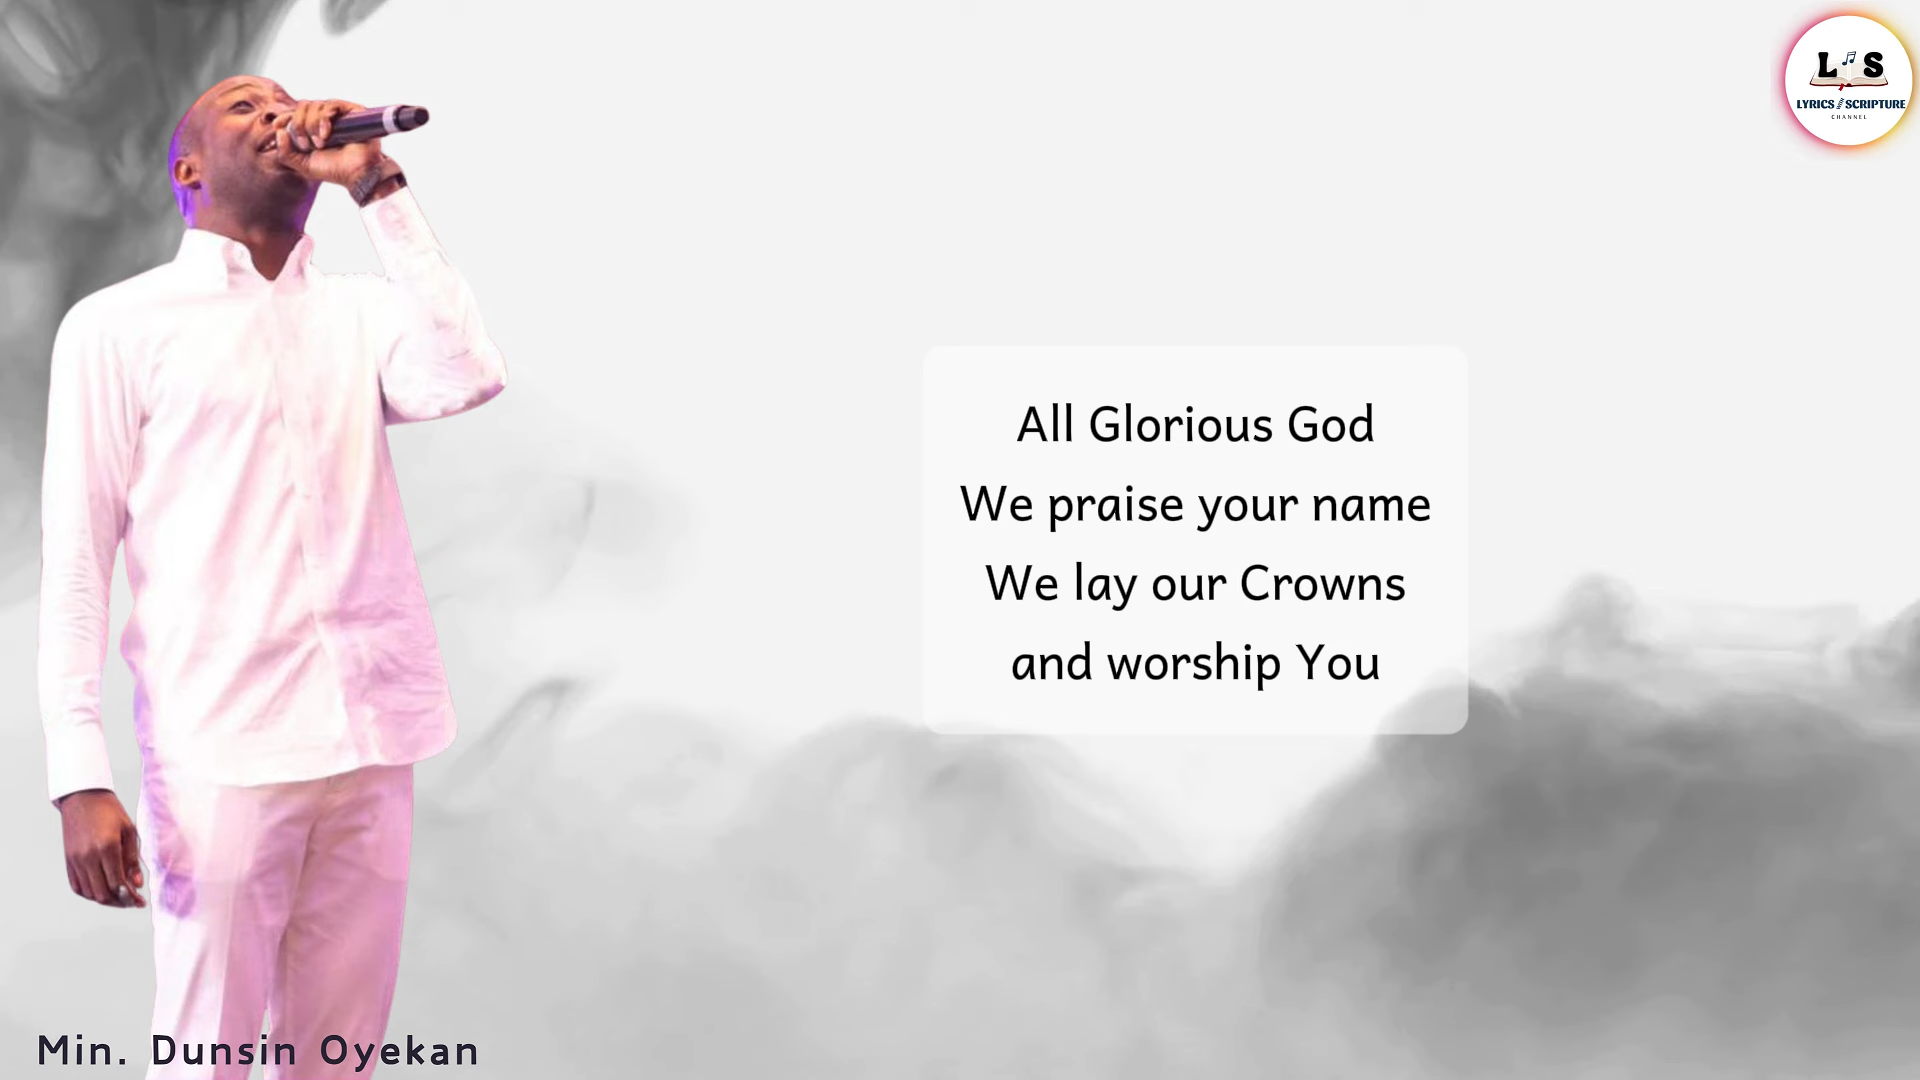 L S
LYRICS SCRIPTURE
CHANNEL
All Glorious God
We praise your name
We lay our Crowns
and worship You
Min. Dunsin Oyekan